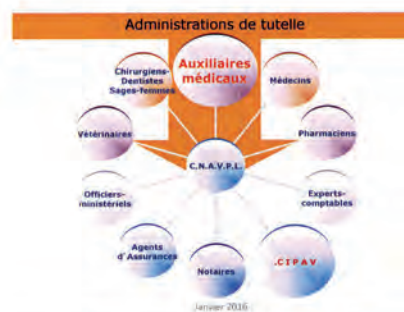 Administrations de tutelle
Auxiliaires
médicaux
Chirurgiens-
Dentistes
Sages-femmes
Médecins
Vétérinaires
Pharmaciens
C.N.A.V.P.L.
Officiers-
ministériels
Experts-
comptables
Agents
d'Assurances
Notaires
.C I P A V
Janvier 2016